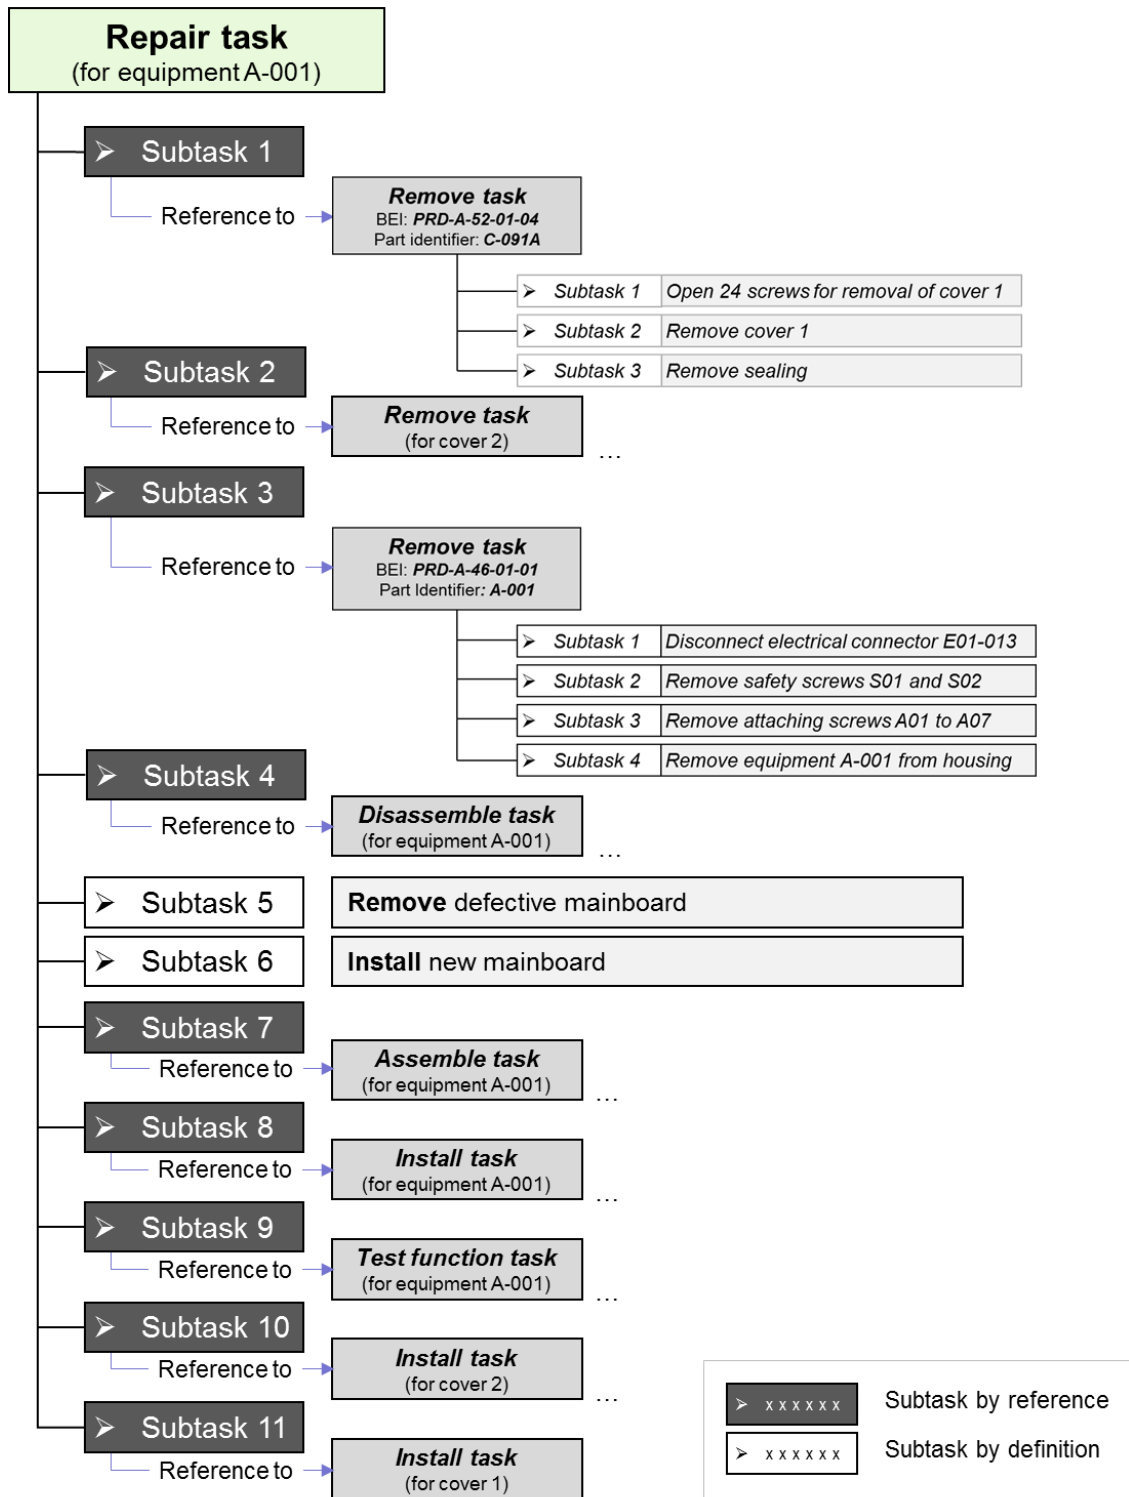 Repair task
(for equipment A-001)
➢ Subtask 1
Reference to
Remove task
BEI: PRD-A-52-01-04
Part identifier: C-091A
➢ Subtask 1 Open 24 screws for removal of cover 1
➢ Subtask 2 Remove cover 1
➢ Subtask 3 Remove sealing
➢ Subtask 2
Reference to
Remove task
(for cover 2)
...
➢ Subtask 3
Reference to
Remove task
BEI: PRD-A-46-01-01
Part Identifier: A-001
➢ Subtask 1 Disconnect electrical connector E01-013
➢ Subtask 2 Remove safety screws S01 and S02
➢ Subtask 3 Remove attaching screws A01 to A07
➢ Subtask 4 Remove equipment A-001 from housing
➢ Subtask 4
Reference to
Disassemble task
(for equipment A-001)
...
➢ Subtask 5 Remove defective mainboard
➢ Subtask 6 Install new mainboard
➢ Subtask 7
Reference to
Assemble task
(for equipment A-001)
...
➢ Subtask 8
Reference to
Install task
(for equipment A-001)
...
➢ Subtask 9
Reference to
Test function task
(for equipment A-001)
...
➢ Subtask 10
Reference to
Install task
(for cover 2)
...
➢ Subtask 11
Reference to
Install task
(for cover 1)
➢ x x x x x x Subtask by reference
➢ x x x x x x Subtask by definition